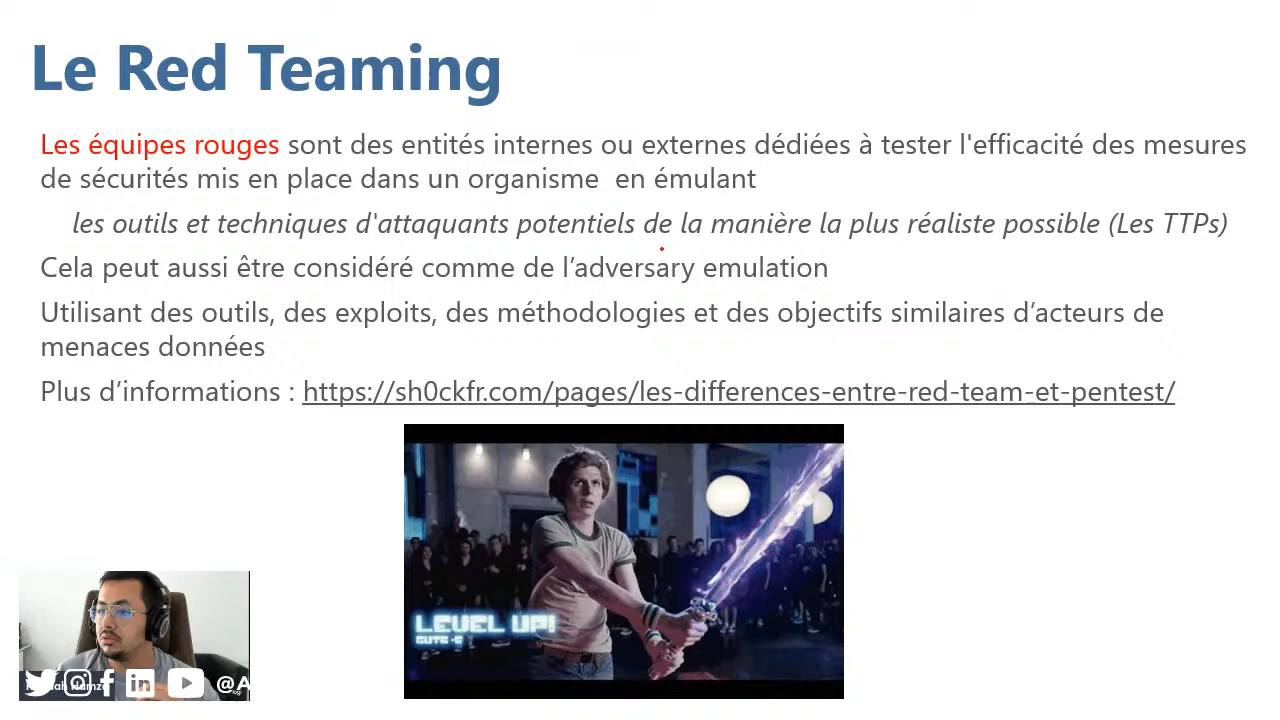 Le Red Teaming
Les équipes rouges sont des entités internes ou externes dédiées à tester l'efficacité des mesures
de sécurités mis en place dans un organisme en émulant
les outils et techniques d'attaquants potentiels de la manière la plus réaliste possible (Les TTPs)
Cela peut aussi être considéré comme de l’adversary emulation
Utilisant des outils, des exploits, des méthodologies et des objectifs similaires d’acteurs de
menaces données
Plus d’informations : https://sh0ckfr.com/pages/les-differences-entre-red-team-et-pentest/
LEVEL UP!
@A